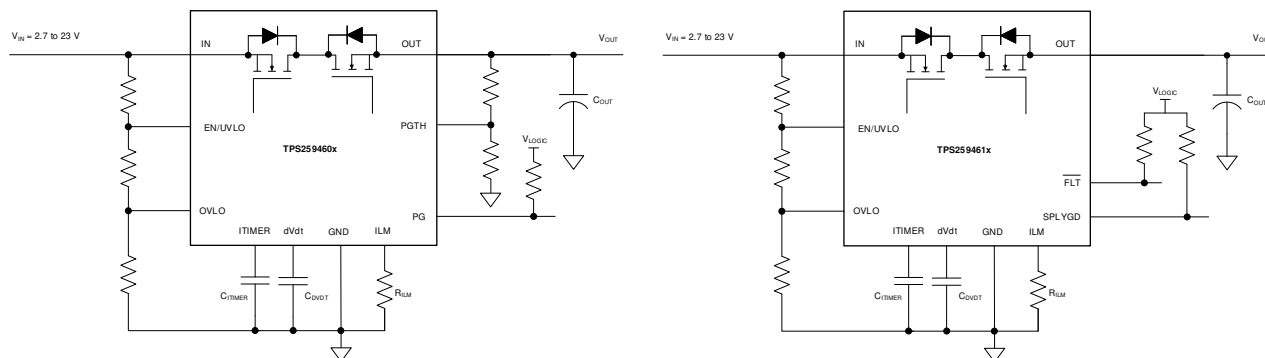 VIN = 2.7 to 23 V
IN
OUT
VOUT
COUT
EN/UVLO
PGTH
TPS259460x
VLOGIC
OVLO
PG
ITIMER
dVdt
GND
ILM
CITIMER
CDVDT
RILM
VIN = 2.7 to 23 V
IN
OUT
VOU
COUT
VLOGIC
EN/UVLO
TPS259461x
FLT
OVLO
SPLYGD
ITIMER
dVdt
GND
ILM
CITIMER
CDVDT
RILM